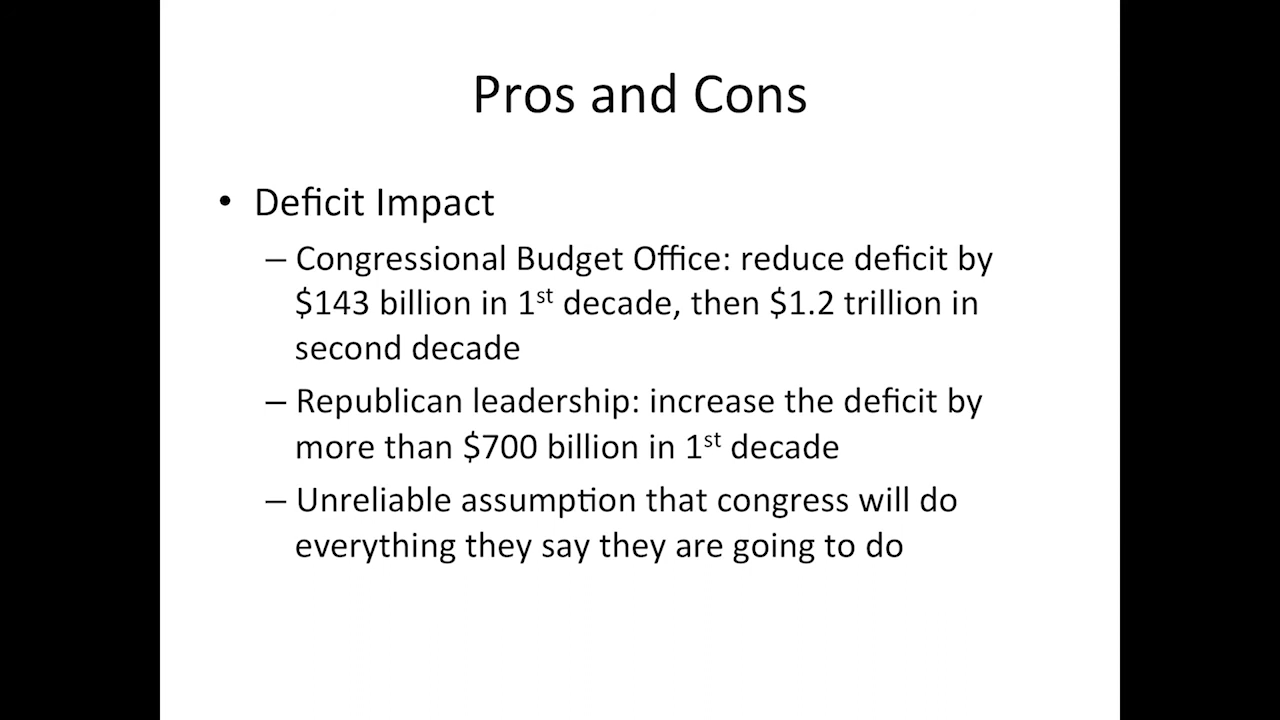 Pros and Cons
• Deficit Impact
– Congressional Budget Office: reduce deficit by
$143 billion in 1st decade, then $1.2 trillion in
second decade
– Republican leadership: increase the deficit by
more than $700 billion in 1st decade
– Unreliable assumption that congress will do
everything they say they are going to do